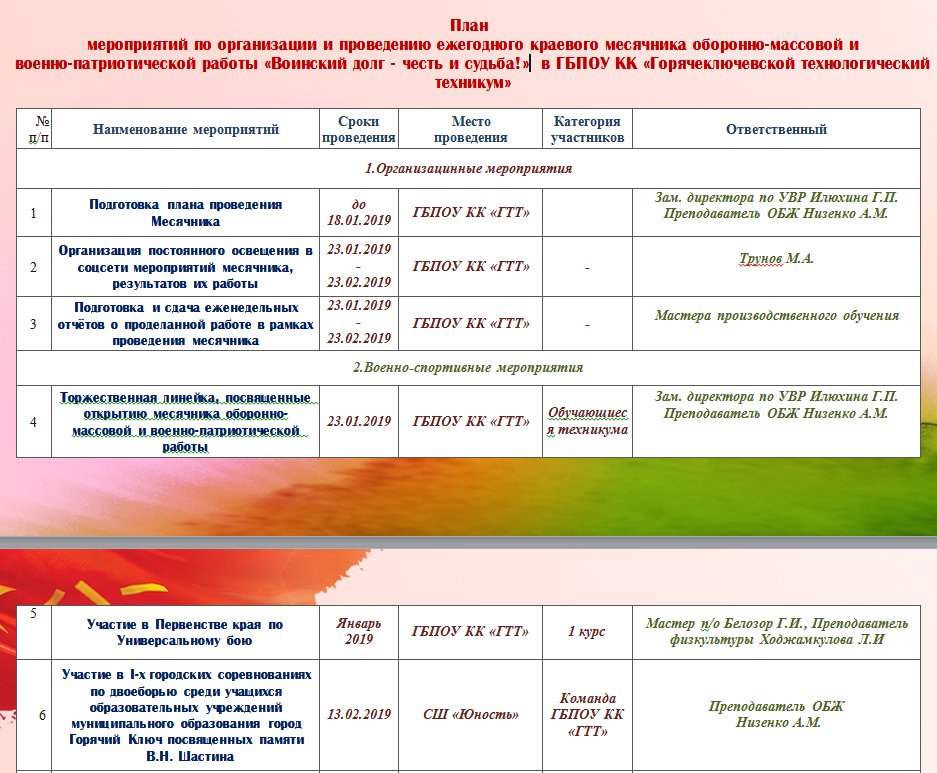 План
мероприятий по организации и проведению ежегодного краевого месячника оборонно-массовой и
военно-патриотической работы «Воинский долг - честь и судьба!» в ГБПОУ КК «Горячеключевской технологический
техникум»
№
п/п
Наименование мероприятий
Сроки
проведения
Место
проведения
Категория
участников
Ответственный
1.Организацинные мероприятия
1
Подготовка плана проведения
Месячника
до
18.01.2019
ГБПОУ КК «ГТТ»
Зам. директора по УВР Илюхина Г.П.
Преподаватель ОБЖ Низенко А.М.
2
Организация постоянного освещения в
соцсети мероприятий месячника,
результатов их работы
23.01.2019
-
23.02.2019
ГБПОУ КК «ГТТ»
-
Трунов М.А.
3
Подготовка и сдача еженедельных
отчётов о проделанной работе в рамках
проведения месячника
23.01.2019
-
23.02.2019
ГБПОУ КК «ГТТ»
-
Мастера производственного обучения
2.Военно-спортивные мероприятия
4
Торжественная линейка, посвященные
открытию месячника оборонно-
массовой и военно-патриотической
работы
23.01.2019
ГБПОУ КК «ГТТ»
Обучающиес
я техникума
Зам. директора по УВР Илюхина Г.П.
Преподаватель ОБЖ Низенко А.М.
5
Участие в Первенстве края по
Универсальному бою
Январь
2019
ГБПОУ КК «ГТТ»
1 курс
Мастер п/о Белозор Г.И., Преподаватель
физкультуры Ходжамкулова Л.И
6
Участие в I-х городских соревнованиях
по двоеборью среди учащихся
образовательных учреждений
муниципального образования город
Горячий Ключ посвященных памяти
В.Н. Шастина
13.02.2019
СШ «Юность»
Команда
ГБПОУ КК
«ГТТ»
Преподаватель ОБЖ
Низенко А.М.